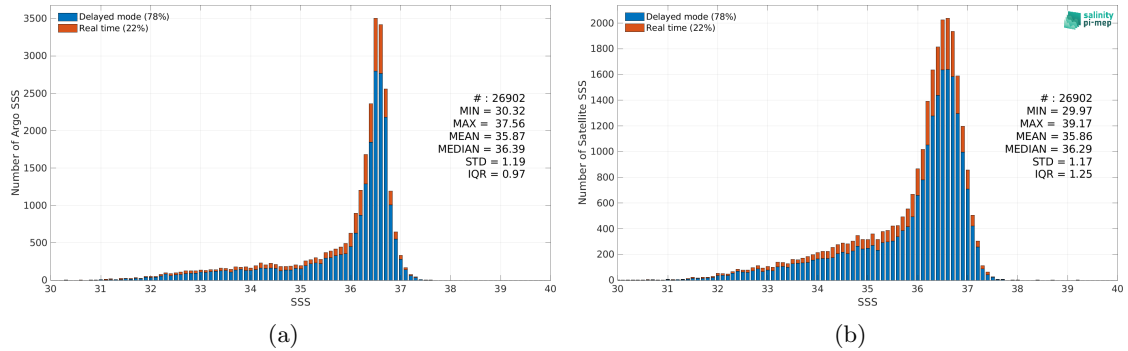 Delayed mode (78%)
Real time (22%)
3500
3000
2500
2000
1500
1000
500
0
Number of Argo SSS
# : 26902
MIN = 30.32
MAX = 37.56
MEAN = 35.87
MEDIAN = 36.39
STD = 1.19
IQR = 0.97
30 31 32 33 34 35 36 37 38 39 40
SSS
(a)
Delayed mode (78%)
Real time (22%)
salinity
pi-mep
2000
1800
1600
1400
1200
1000
800
600
400
200
0
Number of Satellite SSS
# : 26902
MIN = 29.97
MAX = 39.17
MEAN = 35.86
MEDIAN = 36.29
STD = 1.17
IQR = 1.25
30 31 32 33 34 35 36 37 38 39 40
SSS
(b)